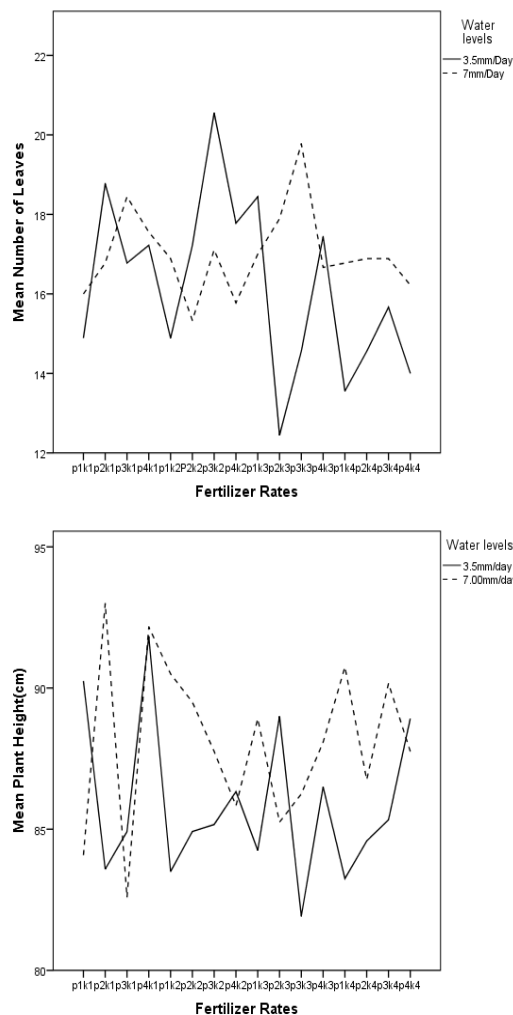 Water
levels
3.5mm/Day
7mm/Day
22
20
18
16
14
12
Mean Number of Leaves
p1k1p2k1p3k1p4k1p1k2P2k2p3k2p4k2p1k3p2k3p3k3p4k3p1k4p2k4p3k4p4k4
Fertilizer Rates
Water levels
3.5mm/day
7.00mm/da
95
90
85
80
Mean Plant Height(cm)
p1k1p2k1p3k1p4k1p1k2p2k2p3k2p4k2p1k3p2k3p3k3p4k3p1k4p2k4p3k4p4k4
Fertilizer Rates